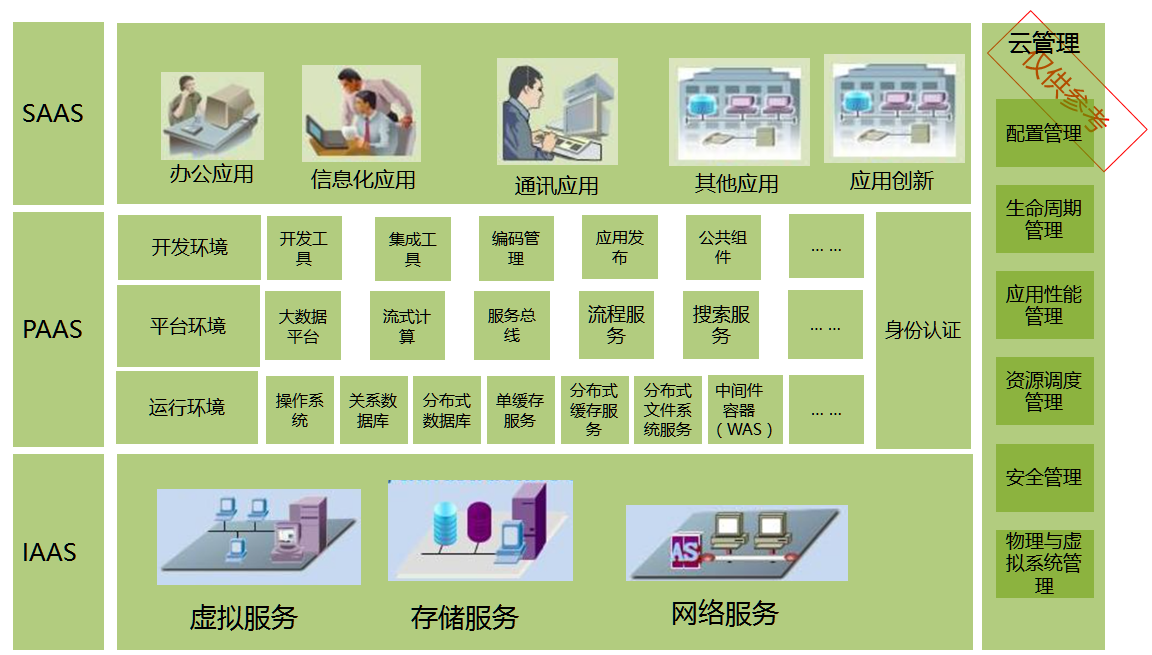 SAAS
办公应用
信息化应用
通讯应用
其他应用
应用创新
PAAS
开发环境
开发工
具
集成工
具
编码管
理
应用发
布
公共组
件
... ...
平台环境
大数据
平台
流式计
算
服务总
线
流程服
务
搜索服
务
... ...
运行环境
操作系
统
关系数
据库
分布式
数据库
单缓存
服务
分布式
缓存服
务
分布式
文件系
统服务
中间件
容器
（WAS）
... ...
身份认证
IAAS
虚拟服务
存储服务
AS
网络服务
云管理
仅供参考
配置管理
生命周期
管理
应用性能
管理
资源调度
管理
安全管理
物理与虚
拟系统管
理